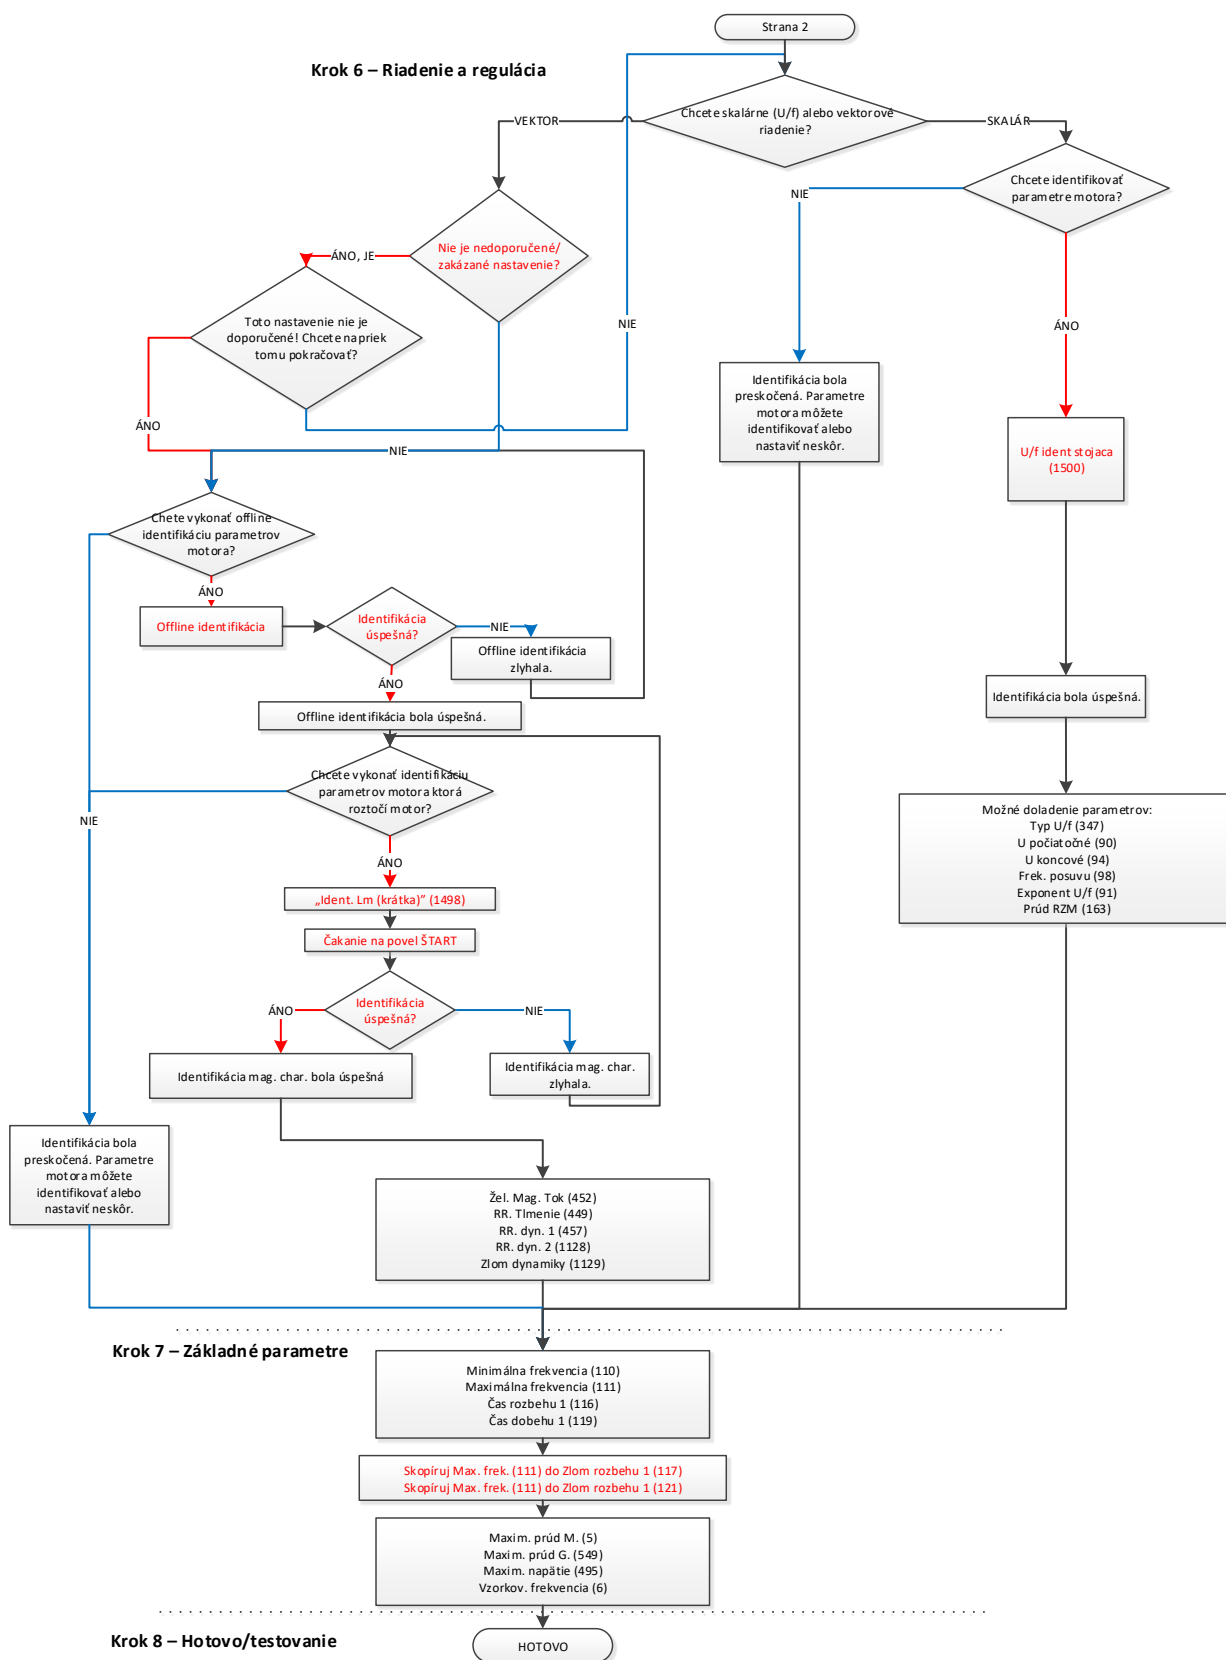 Strana 2
Krok 6 – Riadenie a regulácia
Chcete skalárne (U/f) alebo vektorové
riadenie?
VEKTOR
SKALÁR
Chcete identifikovať
parametre motora?
NIE
Nie je nedoporučené/
zakázané nastavenie?
ÁNO, JE
Toto nastavenie nie je
doporučené! Chcete napriek
tomu pokračovať?
NIE
ÁNO
Identifikácia bola
preskočená. Parametre
motora môžete
identifikovať alebo
nastaviť neskôr.
ÁNO
NIE
U/f ident stojaca
(1500)
Chete vykonať offline
identifikáciu parametrov
motora?
ÁNO
Offline identifikácia
Identifikácia
úspešná?
NIE
Offline identifikácia
zlyhala.
ÁNO
Offline identifikácia bola úspešná.
Identifikácia bola úspešná.
Chcete vykonať identifikáciu
parametrov motora ktorá
roztočí motor?
NIE
Možné doladenie parametrov:
Typ U/f (347)
U počiatočné (90)
U koncové (94)
Frek. posuvu (98)
Exponent U/f (91)
Prúd RZM (163)
ÁNO
„Ident. Lm (krátka)” (1498)
Čakanie na povel ŠTART
Identifikácia
úspešná?
ÁNO
NIE
Identifikácia mag. char. bola úspešná
Identifikácia mag. char.
zlyhala.
Identifikácia bola
preskočená. Parametre
motora môžete
identifikovať alebo
nastaviť neskôr.
Žel. Mag. Tok (452)
RR. Tlmenie (449)
RR. dyn. 1 (457)
RR. dyn. 2 (1128)
Zlom dynamiky (1129)
Krok 7 – Základné parametre
Minimálna frekvencia (110)
Maximálna frekvencia (111)
Čas rozbehu 1 (116)
Čas dobehu 1 (119)
Skopíruj Max. frek. (111) do Zlom rozbehu 1 (117)
Skopíruj Max. frek. (111) do Zlom rozbehu 1 (121)
Maxim. prúd M. (5)
Maxim. prúd G. (549)
Maxim. napätie (495)
Vzorkov. frekvencia (6)
Krok 8 – Hotovo/testovanie
HOTOVO